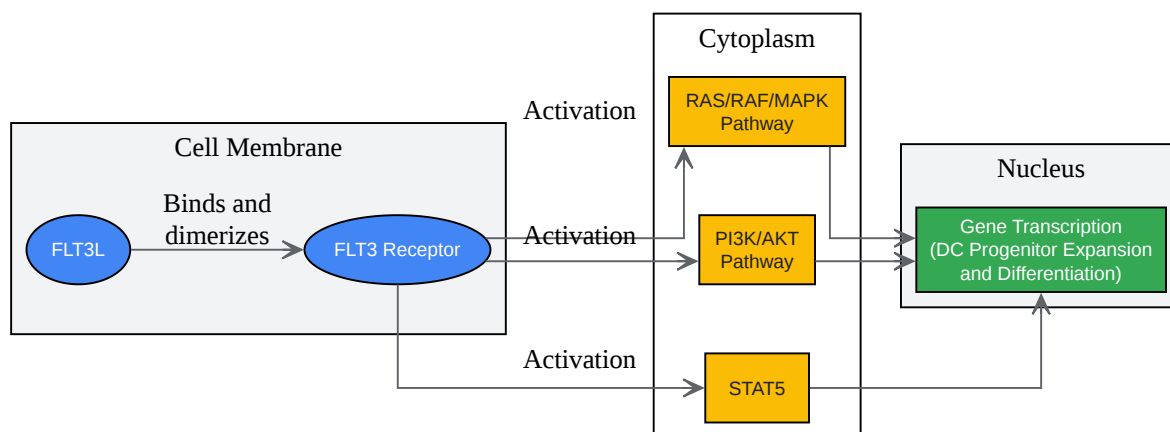 Cytoplasm
RAS/RAF/MAPK
Pathway
Activation
Cell Membrane
Nucleus
Binds and
dimerizes
FLT3L
FLT3 Receptor
Activation
PI3K/AKT
Pathway
Gene Transcription
(DC Progenitor Expansion
and Differentiation)
Activation
STAT5